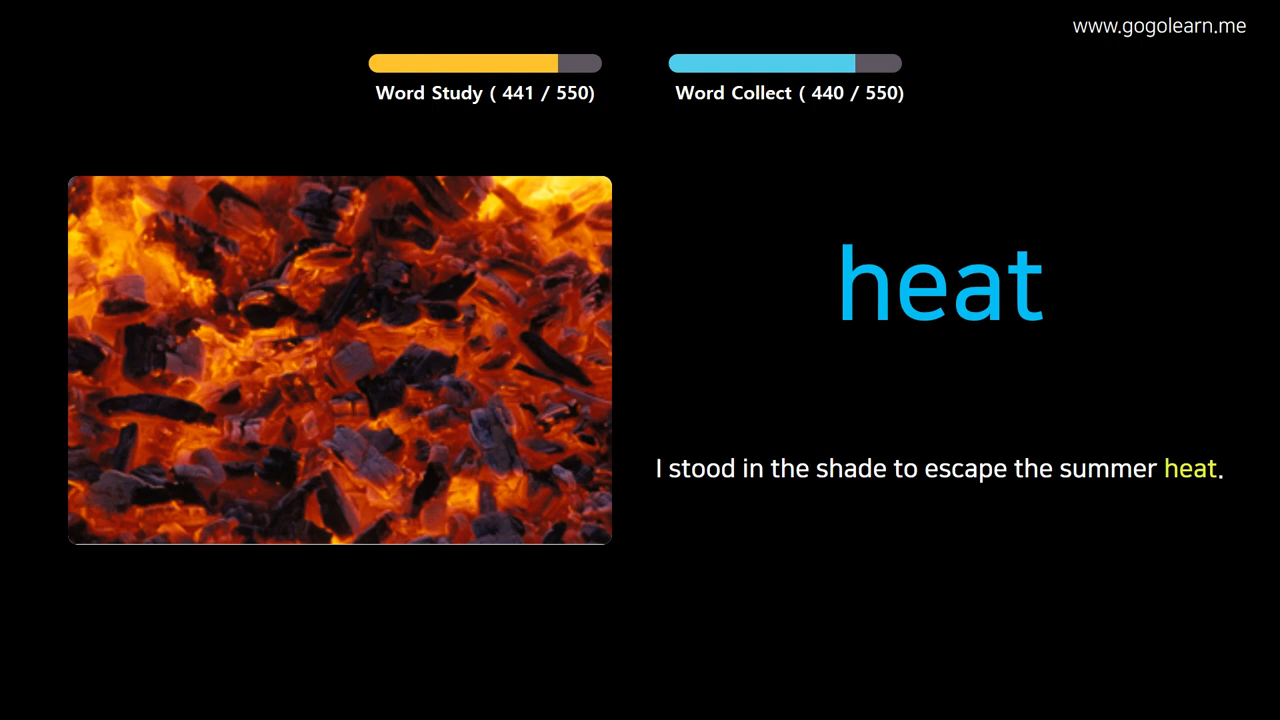 www.gogolearn.me
Word Study ( 441 / 550)
Word Collect ( 440 / 550)
heat
I stood in the shade to escape the summer heat.